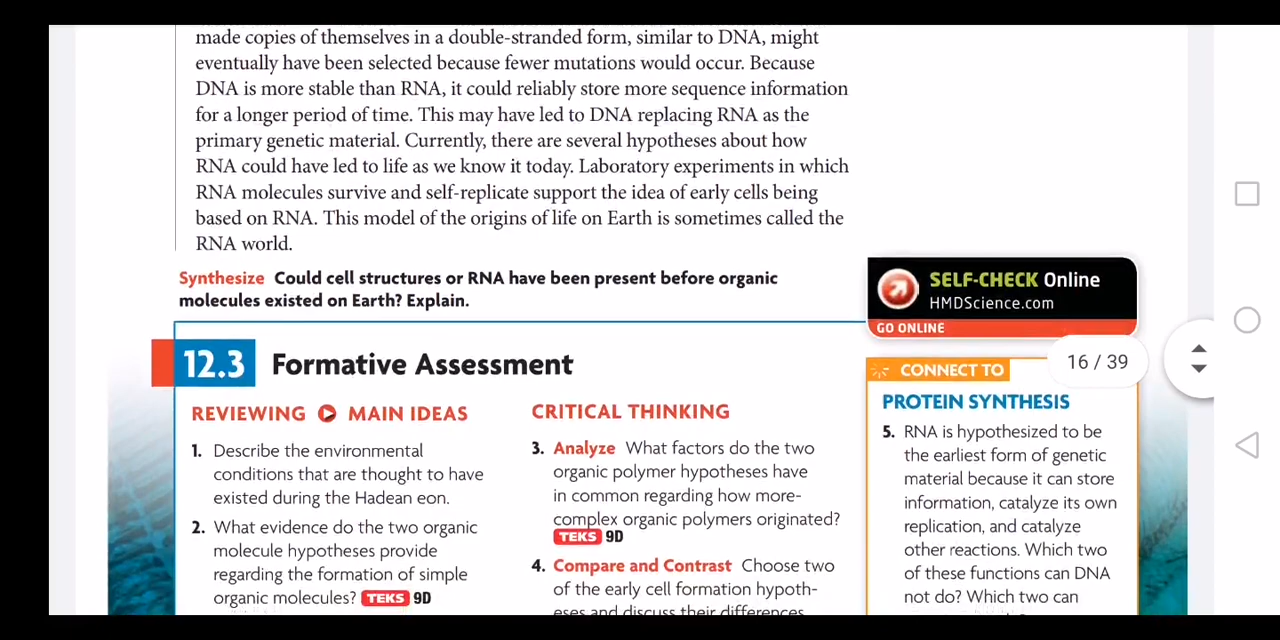 made copies of themselves in a double-stranded form, similar to DNA, might
eventually have been selected because fewer mutations would occur. Because
DNA is more stable than RNA, it could reliably store more sequence information
for a longer period of time. This may have led to DNA replacing RNA as the
primary genetic material. Currently, there are several hypotheses about how
RNA could have led to life as we know it today. Laboratory experiments in which
RNA molecules survive and self-replicate support the idea of early cells being
based on RNA. This model of the origins of life on Earth is sometimes called the
RNA world.
Synthesize Could cell structures or RNA have been present before organic
molecules existed on Earth? Explain.
SELF-CHECK Online
HMDScience.com
GO ONLINE
12.3 Formative Assessment
REVIEWING MAIN IDEAS
1. Describe the environmental
conditions that are thought to have
existed during the Hadean eon.
2. What evidence do the two organic
molecule hypotheses provide
regarding the formation of simple
organic molecules? TEKS 9D
CRITICAL THINKING
3. Analyze What factors do the two
organic polymer hypotheses have
in common regarding how more-
complex organic polymers originated?
TEKS 9D
4. Compare and Contrast Choose two
of the early cell formation hypoth-
eses and discuss their differences
16 / 39
CONNECT TO
PROTEIN SYNTHESIS
5. RNA is hypothesized to be
the earliest form of genetic
material because it can store
information, catalyze its own
replication, and catalyze
other reactions. Which two
of these functions can DNA
not do? Which two can